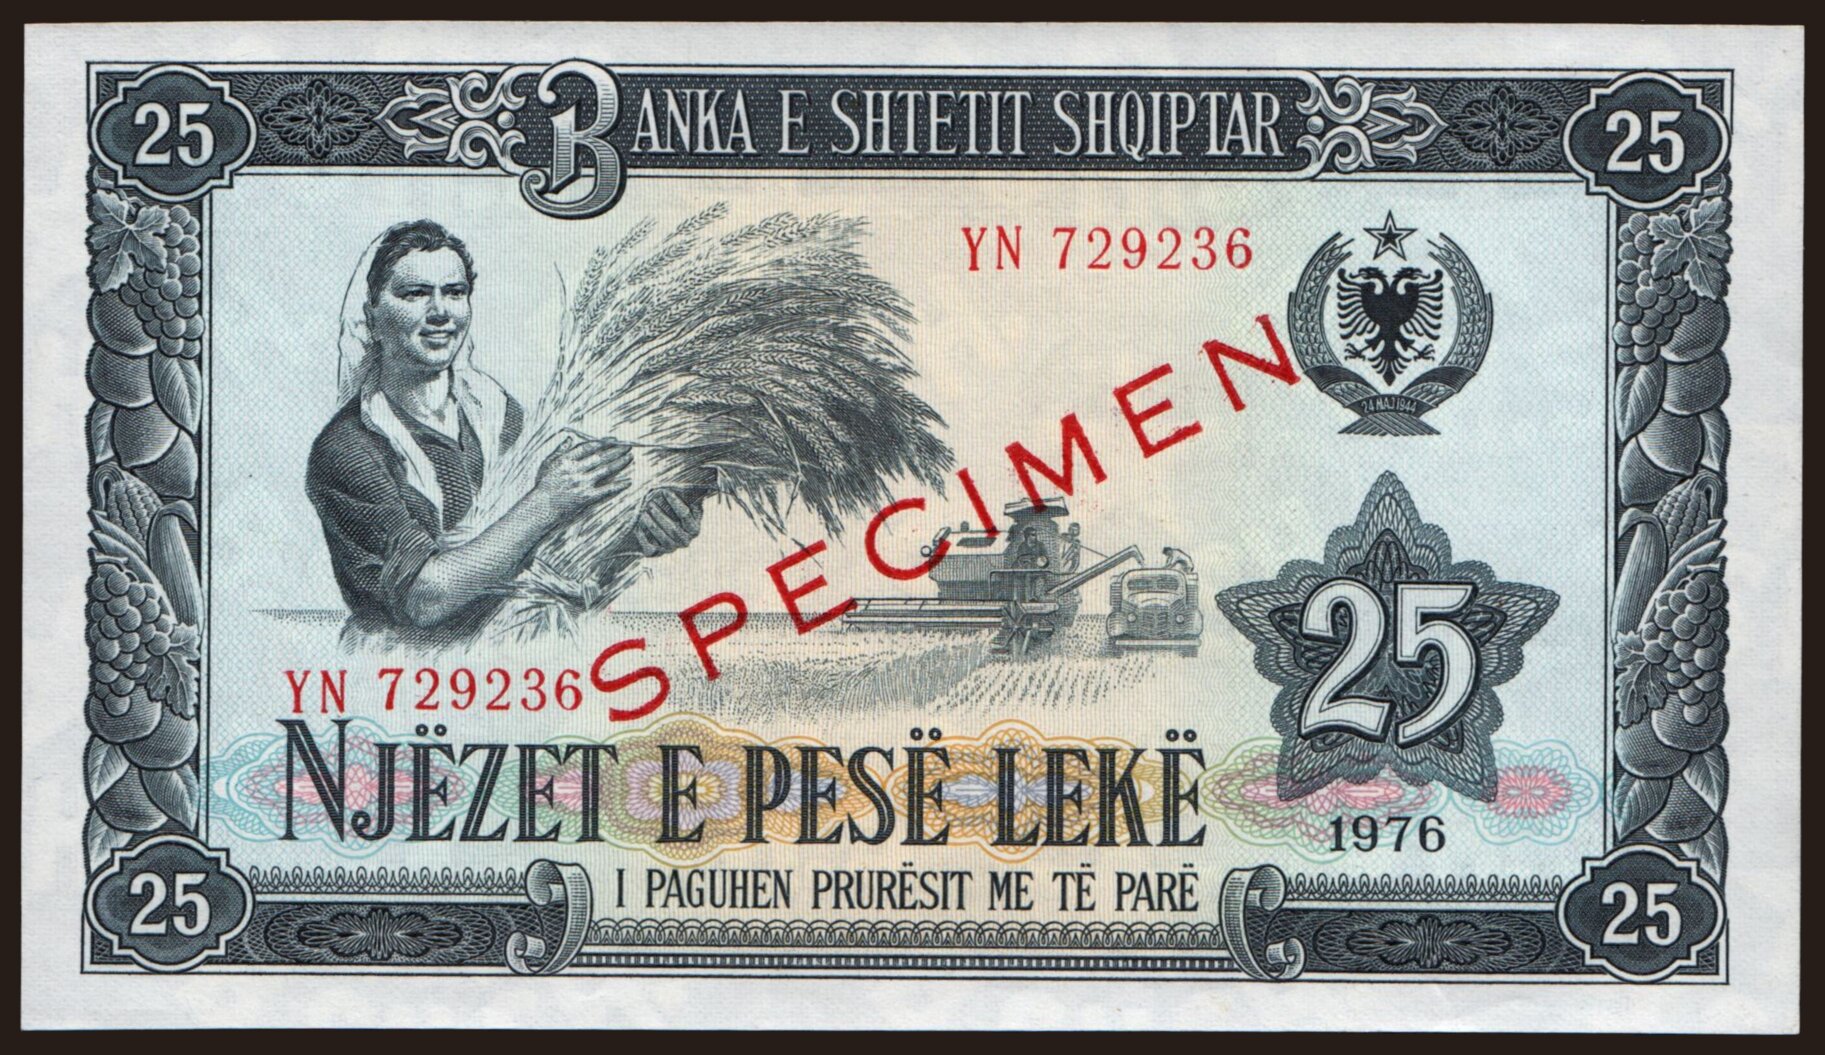 25
BANKA E SHTETIT SHQIPTAR
25
YN 729236
SPECIMEN
24 MAJ 1944
25
YN 729236
NJËZET E PESË LEKË
1976
25
I PAGUHEN PRURËSIT ME TË PARË
25